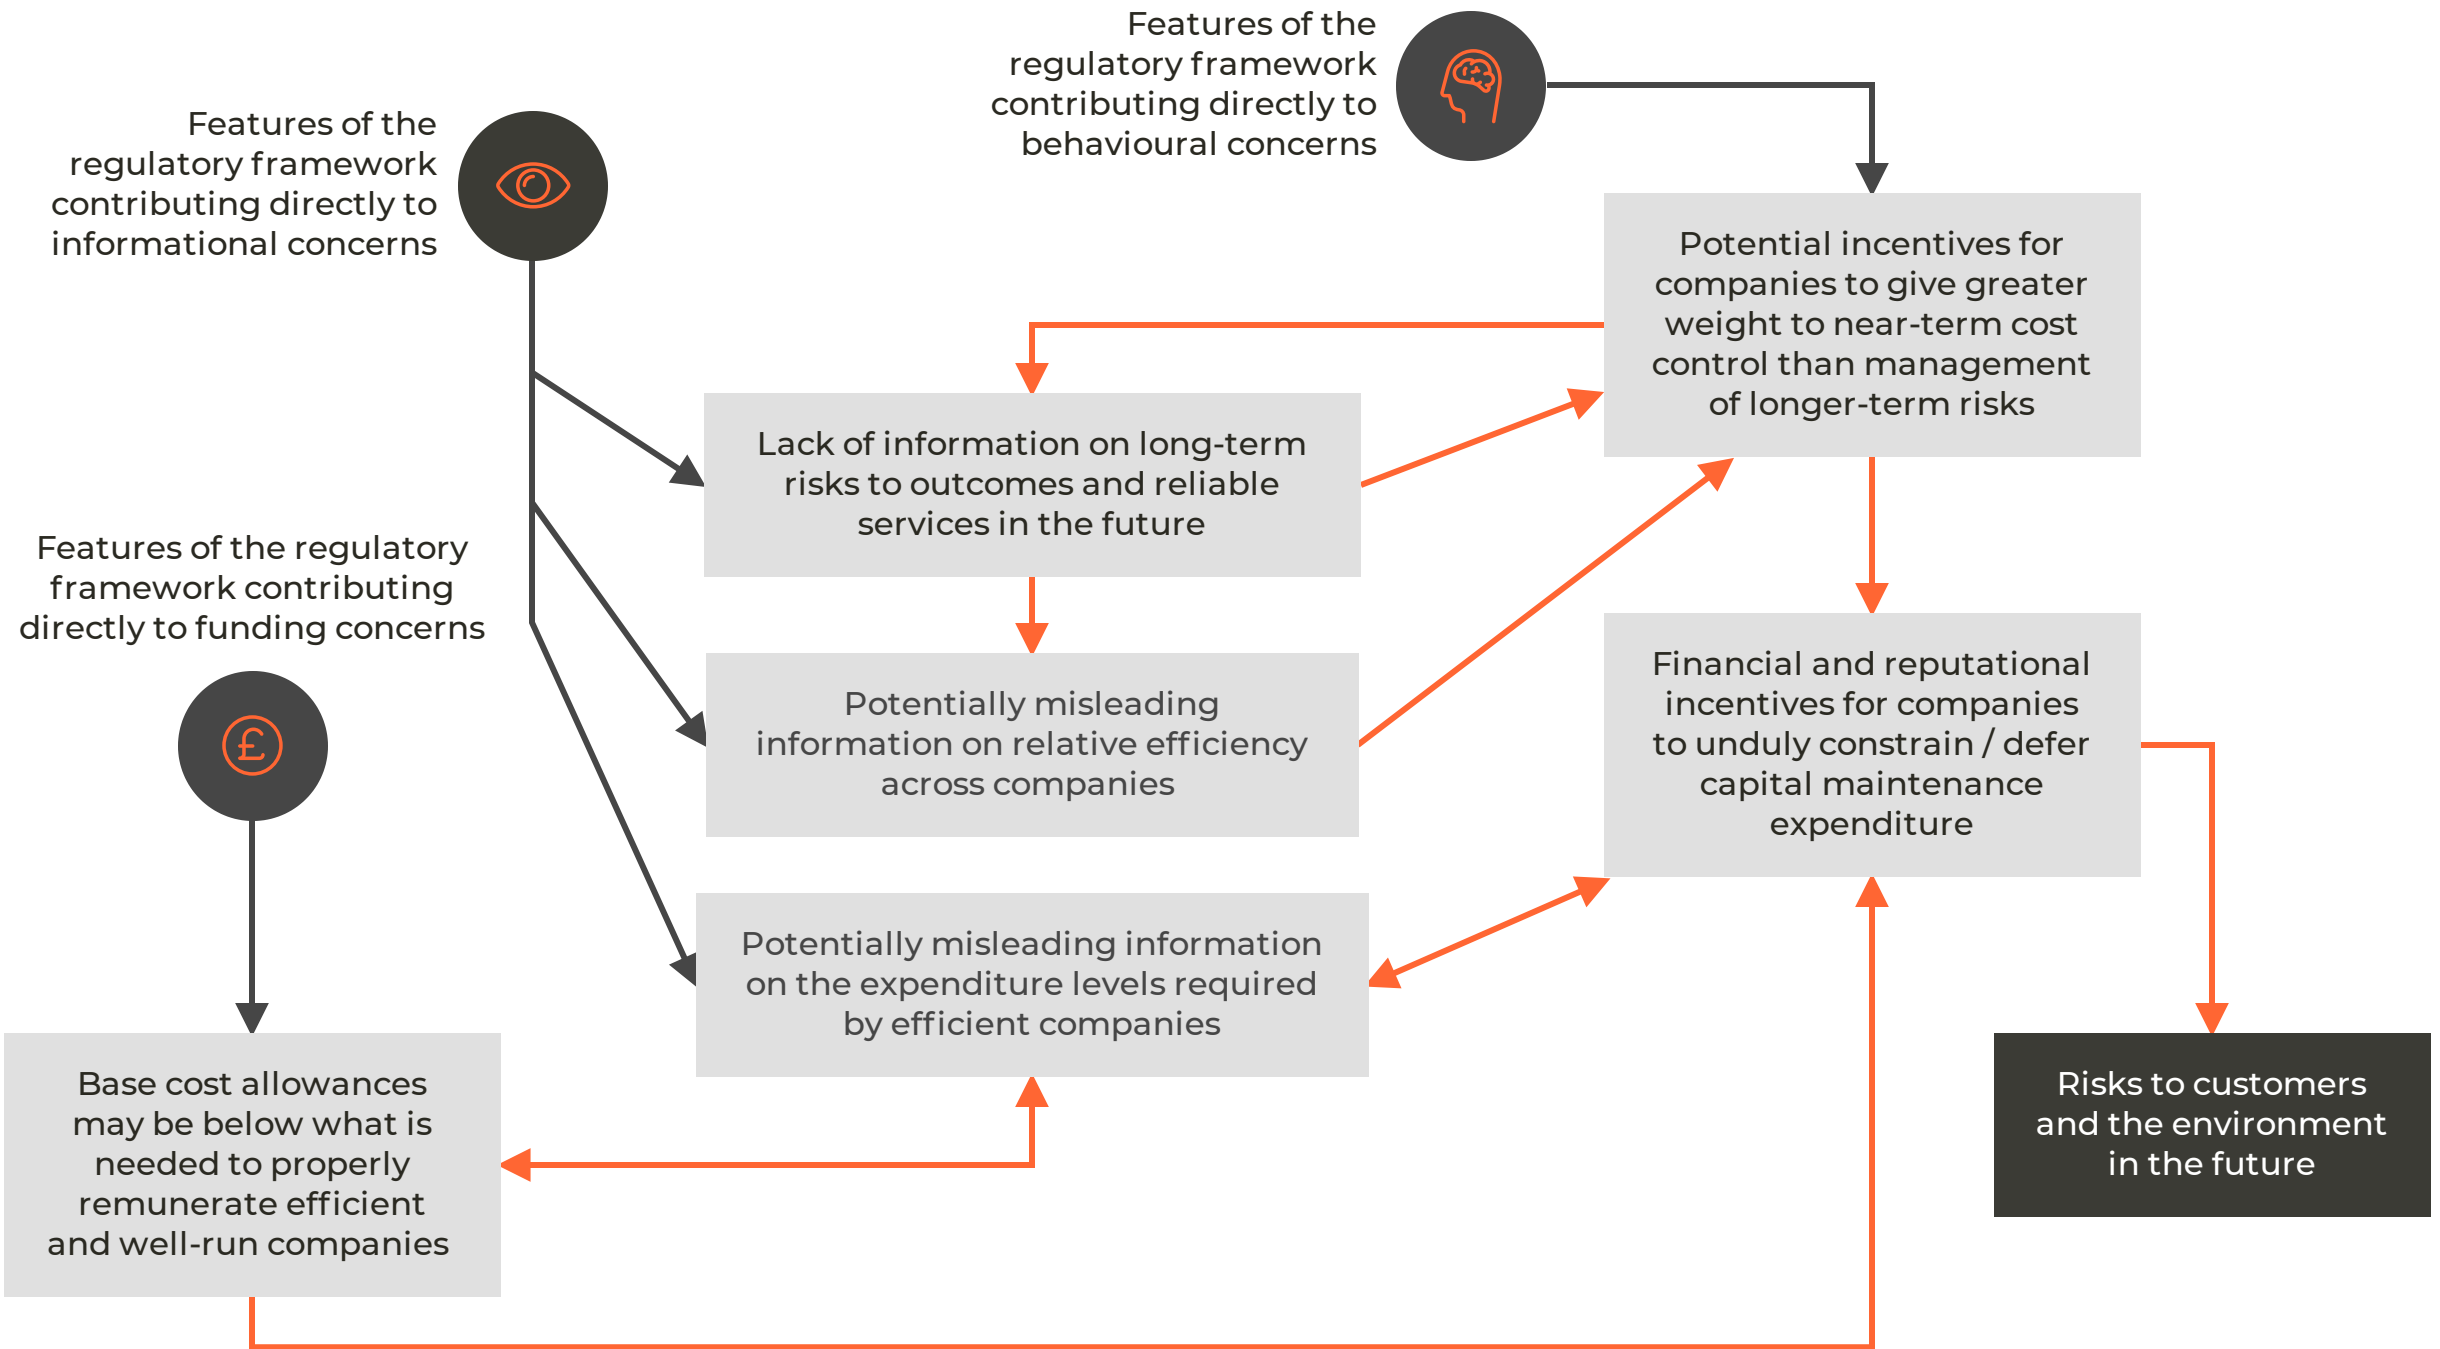 Features of the
regulatory framework
contributing directly to
behavioural concerns
Features of the
regulatory framework
contributing directly to
informational concerns
Potential incentives for
companies to give greater
weight to near-term cost
control than management
of longer-term risks
Lack of information on long-term
risks to outcomes and reliable
services in the future
Features of the regulatory
framework contributing
directly to funding concerns
£
Potentially misleading
information on relative efficiency
across companies
Financial and reputational
incentives for companies
to unduly constrain / defer
capital maintenance
expenditure
Potentially misleading information
on the expenditure levels required
by efficient companies
Base cost allowances
may be below what is
needed to properly
remunerate efficient
and well-run companies
Risks to customers
and the environment
in the future